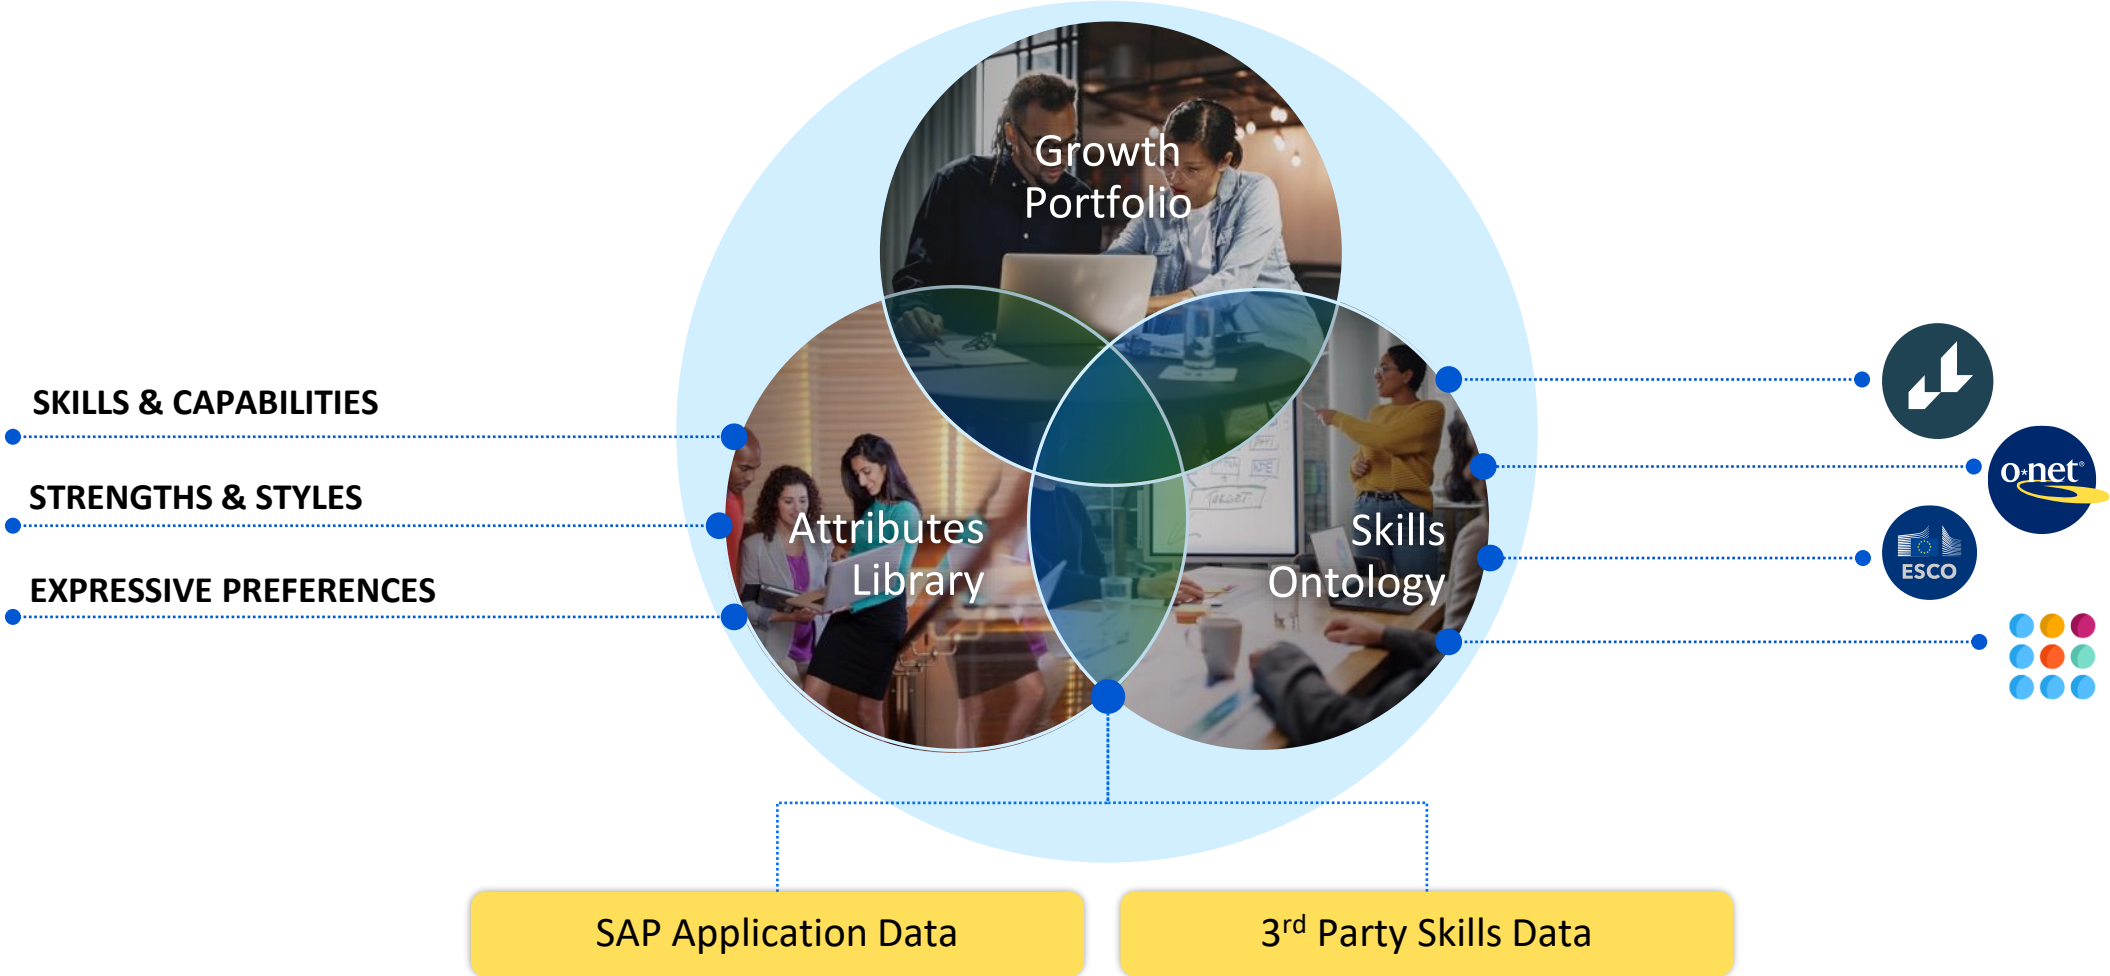 Growth
Portfolio
SKILLS & CAPABILITIES
STRENGTHS & STYLES
EXPRESSIVE PREFERENCES
Attributes
Library
Skills
Ontology
TARGET
o*net®
ESCO
SAP Application Data
3rd Party Skills Data